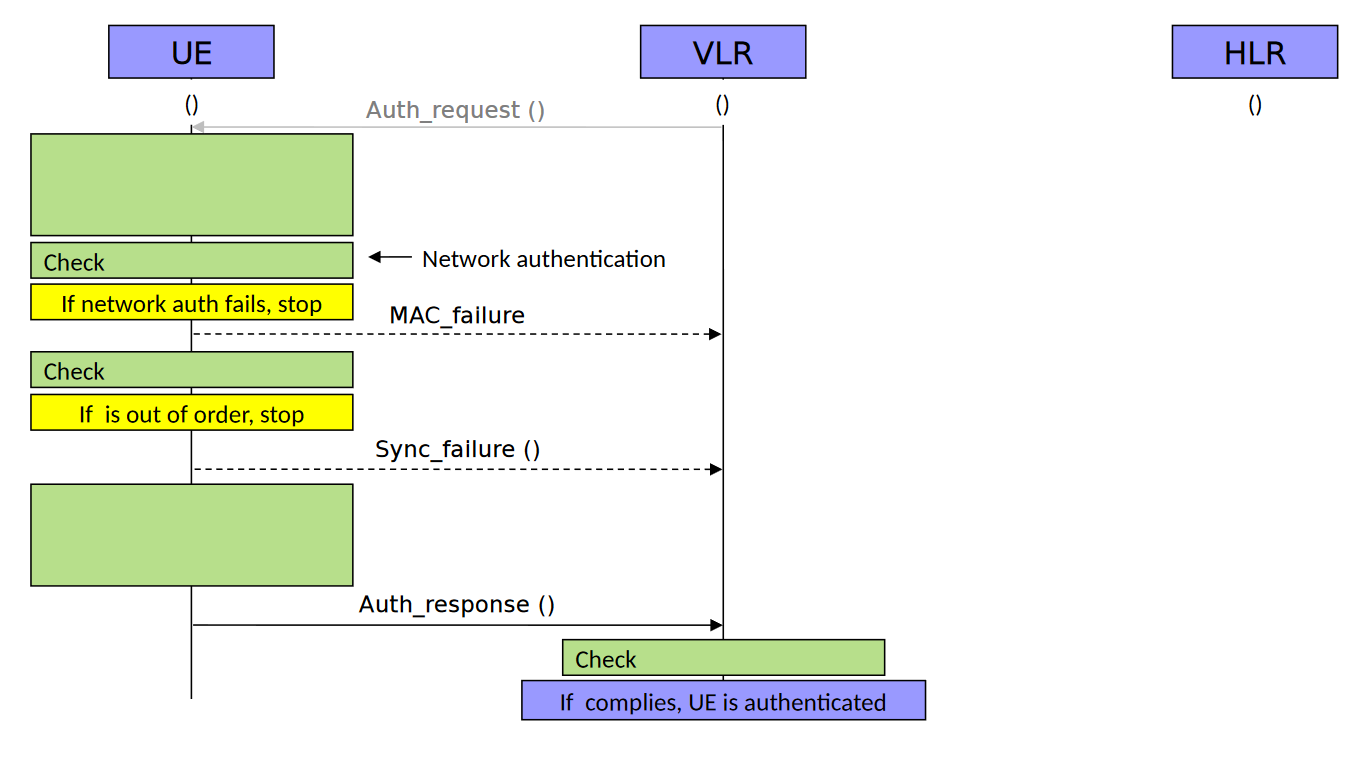 UE
VLR
HLR
()
()
()
Auth_request ()
Check
Network authentication
If network auth fails, stop
MAC_failure
Check
If  is out of order, stop
Sync_failure ()
Auth_response ()
Check
If  complies, UE is authenticated